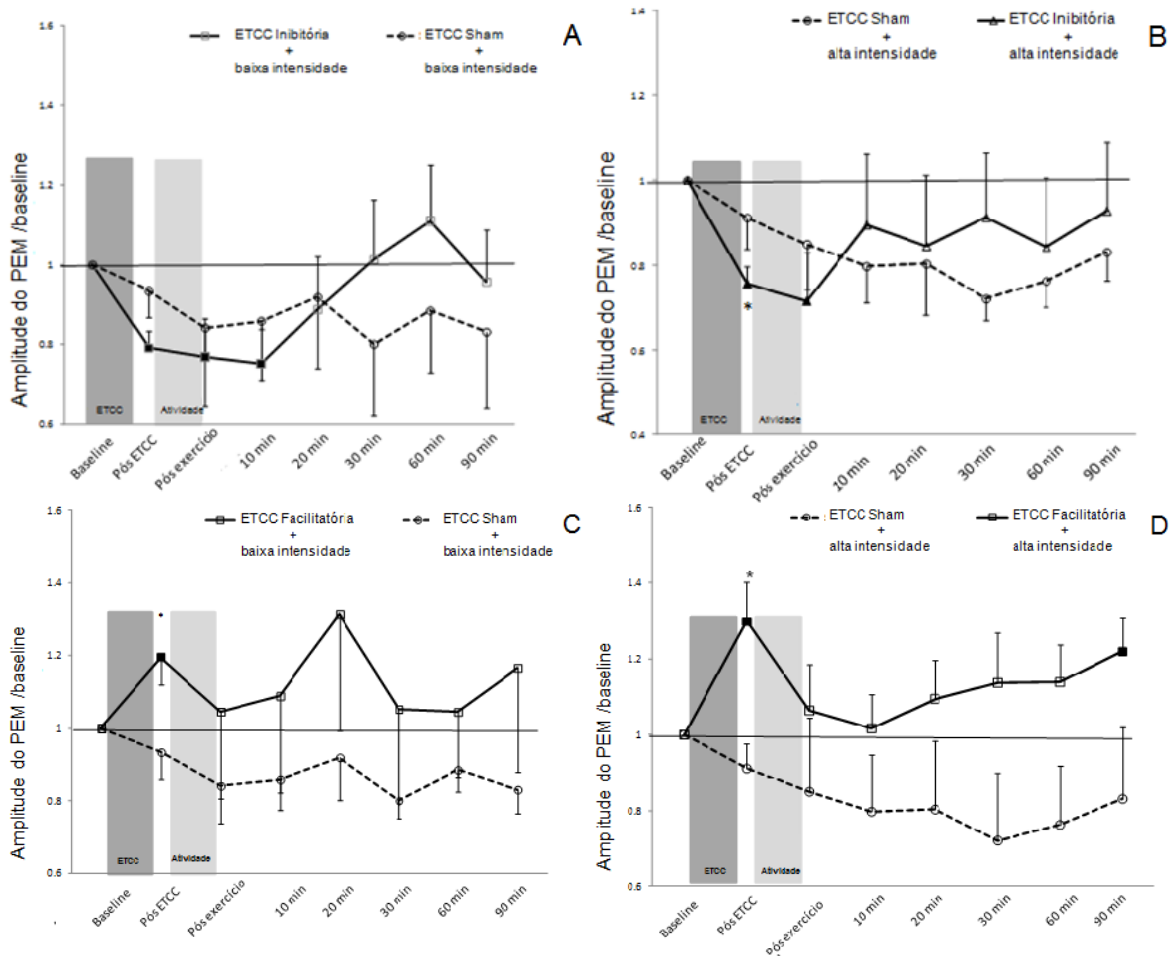 A
ETCC Inibitória
+
baixa intensidade
ETCC Sham
+
baixa intensidade
Amplitude do PEM /baseline
1.6
1.4
1.2
1
0.8
0.6
ETCC
Atividade
Baseline
Pós ETCC
Pós exercício
10 min
20 min
30 min
60 min
90 min
B
ETCC Sham
+
alta intensidade
ETCC Inibitória
+
alta intensidade
Amplitude do PEM /baseline
1.4
1.2
1
0.8
0.6
0.4
*
ETCC
Atividade
Baseline
Pós ETCC
Pós exercício
10 min
20 min
30 min
60 min
90 min
C
ETCC Facilitatória
+
baixa intensidade
ETCC Sham
+
baixa intensidade
Amplitude do PEM /baseline
1.6
1.4
1.2
1
0.8
0.6
ETCC
Atividade
Baseline
Pós ETCC
Pós exercício
10 min
20 min
30 min
60 min
90 min
D
ETCC Sham
+
alta intensidade
ETCC Facilitatória
+
alta intensidade
Ampitude do PEM /baseline
1.6
1.4
1.2
1
0.8
0.6
*
ETCC
Atividade
Baseline
Pós ETCC
Pós exercício
10 min
20 min
30 min
60 min
90 min